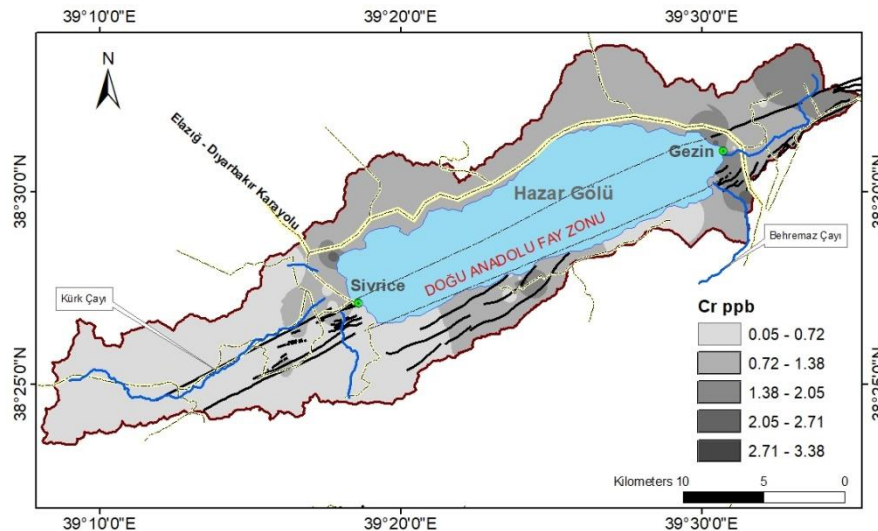 39°10'0"E
39°20'0"E
39°30'0"E
N
Elazığ - Diyarbakır Karayolu
Gezin
38°30'0"N
38°30'0"N
Hazar Gölü
DOĞU ANADOLU FAY ZONU
Behremaz Çayı
Kürk Çayı
Sivrice
Cr ppb
0.05 - 0.72
0.72 - 1.38
1.38 - 2.05
2.05 - 2.71
2.71 - 3.38
38°25'0"N
38°25'0"N
Kilometers 10 5 0
39°10'0"E
39°20'0"E
39°30'0"E